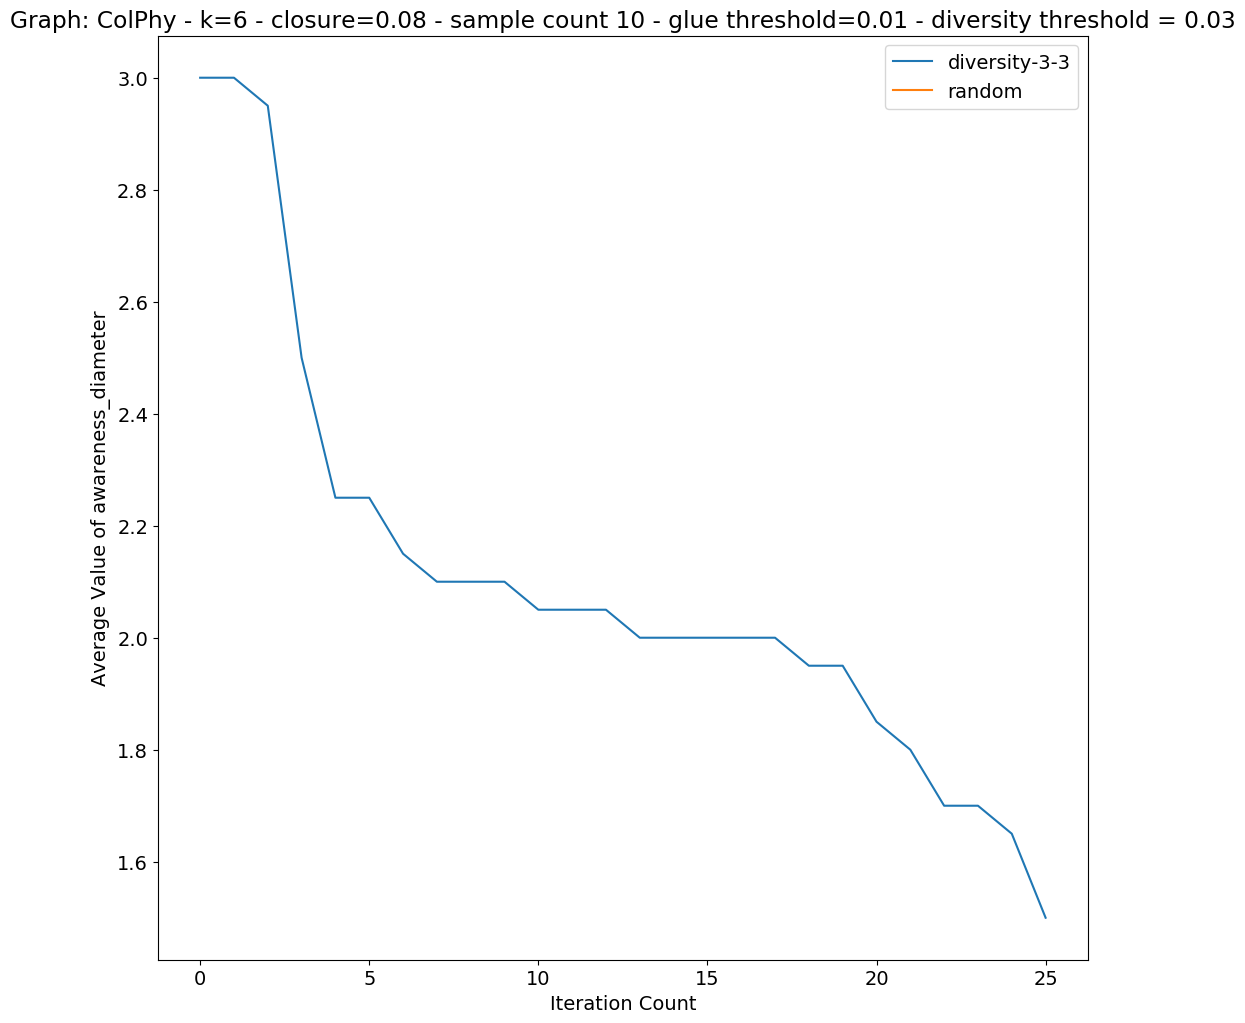 Graph: ColPhy - k=6 - closure=0.08 - sample count 10 - glue threshold=0.01 - diversity threshold = 0.03
diversity-3-3
random
3.0
2.8
2.6
2.4
2.2
2.0
1.8
1.6
Average Value of awareness_diameter
0 5 10 15 20 25
Iteration Count